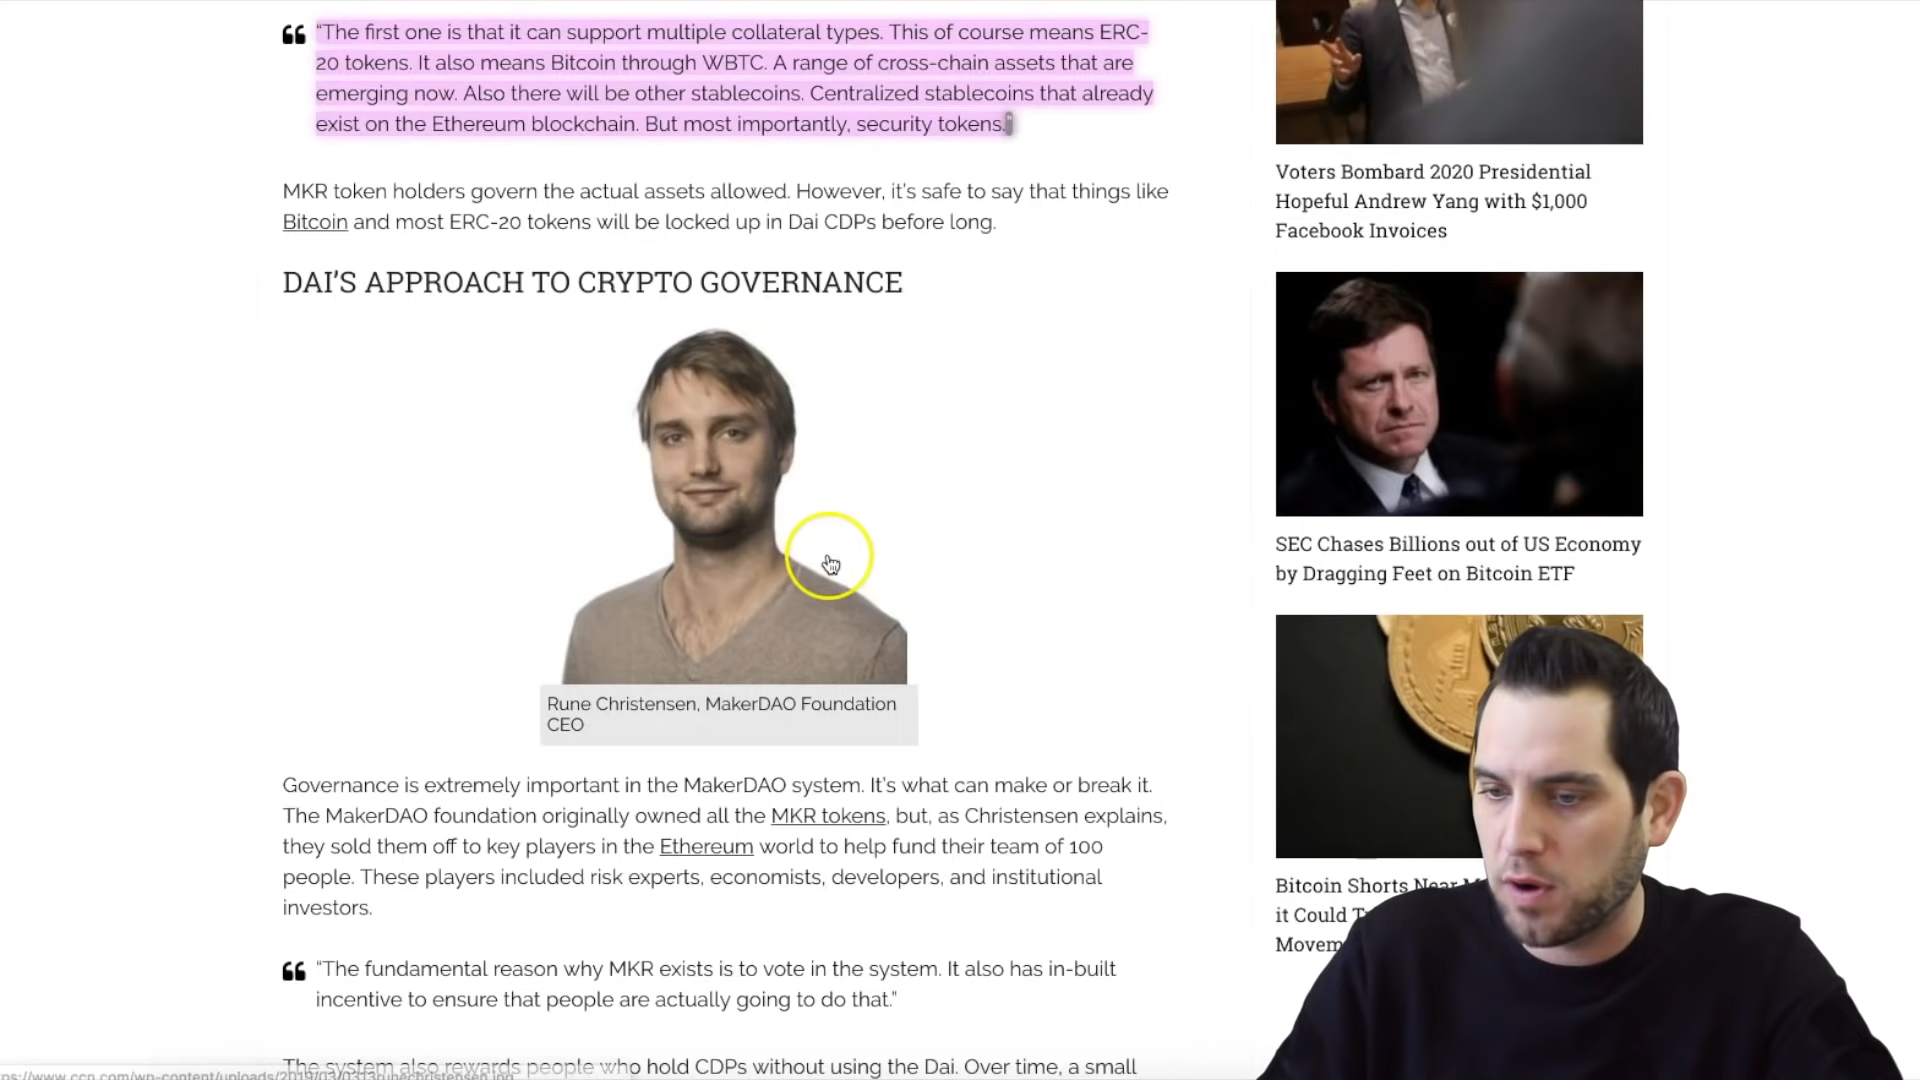 “The first one is that it can support multiple collateral types. This of course means ERC-
20 tokens. It also means Bitcoin through WBTC. A range of cross-chain assets that are
emerging now. Also there will be other stablecoins. Centralized stablecoins that already
exist on the Ethereum blockchain. But most importantly, security tokens.”
MKR token holders govern the actual assets allowed. However, it’s safe to say that things like
Bitcoin and most ERC-20 tokens will be locked up in Dai CDPs before long.
DAI’S APPROACH TO CRYPTO GOVERNANCE
Rune Christensen, MakerDAO Foundation
CEO
Governance is extremely important in the MakerDAO system. It’s what can make or break it.
The MakerDAO foundation originally owned all the MKR tokens, but, as Christensen explains,
they sold them off to key players in the Ethereum world to help fund their team of 100
people. These players included risk experts, economists, developers, and institutional
investors.
“The fundamental reason why MKR exists is to vote in the system. It also has in-built
incentive to ensure that people are actually going to do that.”
The system also rewards people who hold CDPs without using the Dai. Over time, a small
Voters Bombard 2020 Presidential
Hopeful Andrew Yang with $1,000
Facebook Invoices
SEC Chases Billions out of US Economy
by Dragging Feet on Bitcoin ETF
Bitcoin Shorts Near
it Could